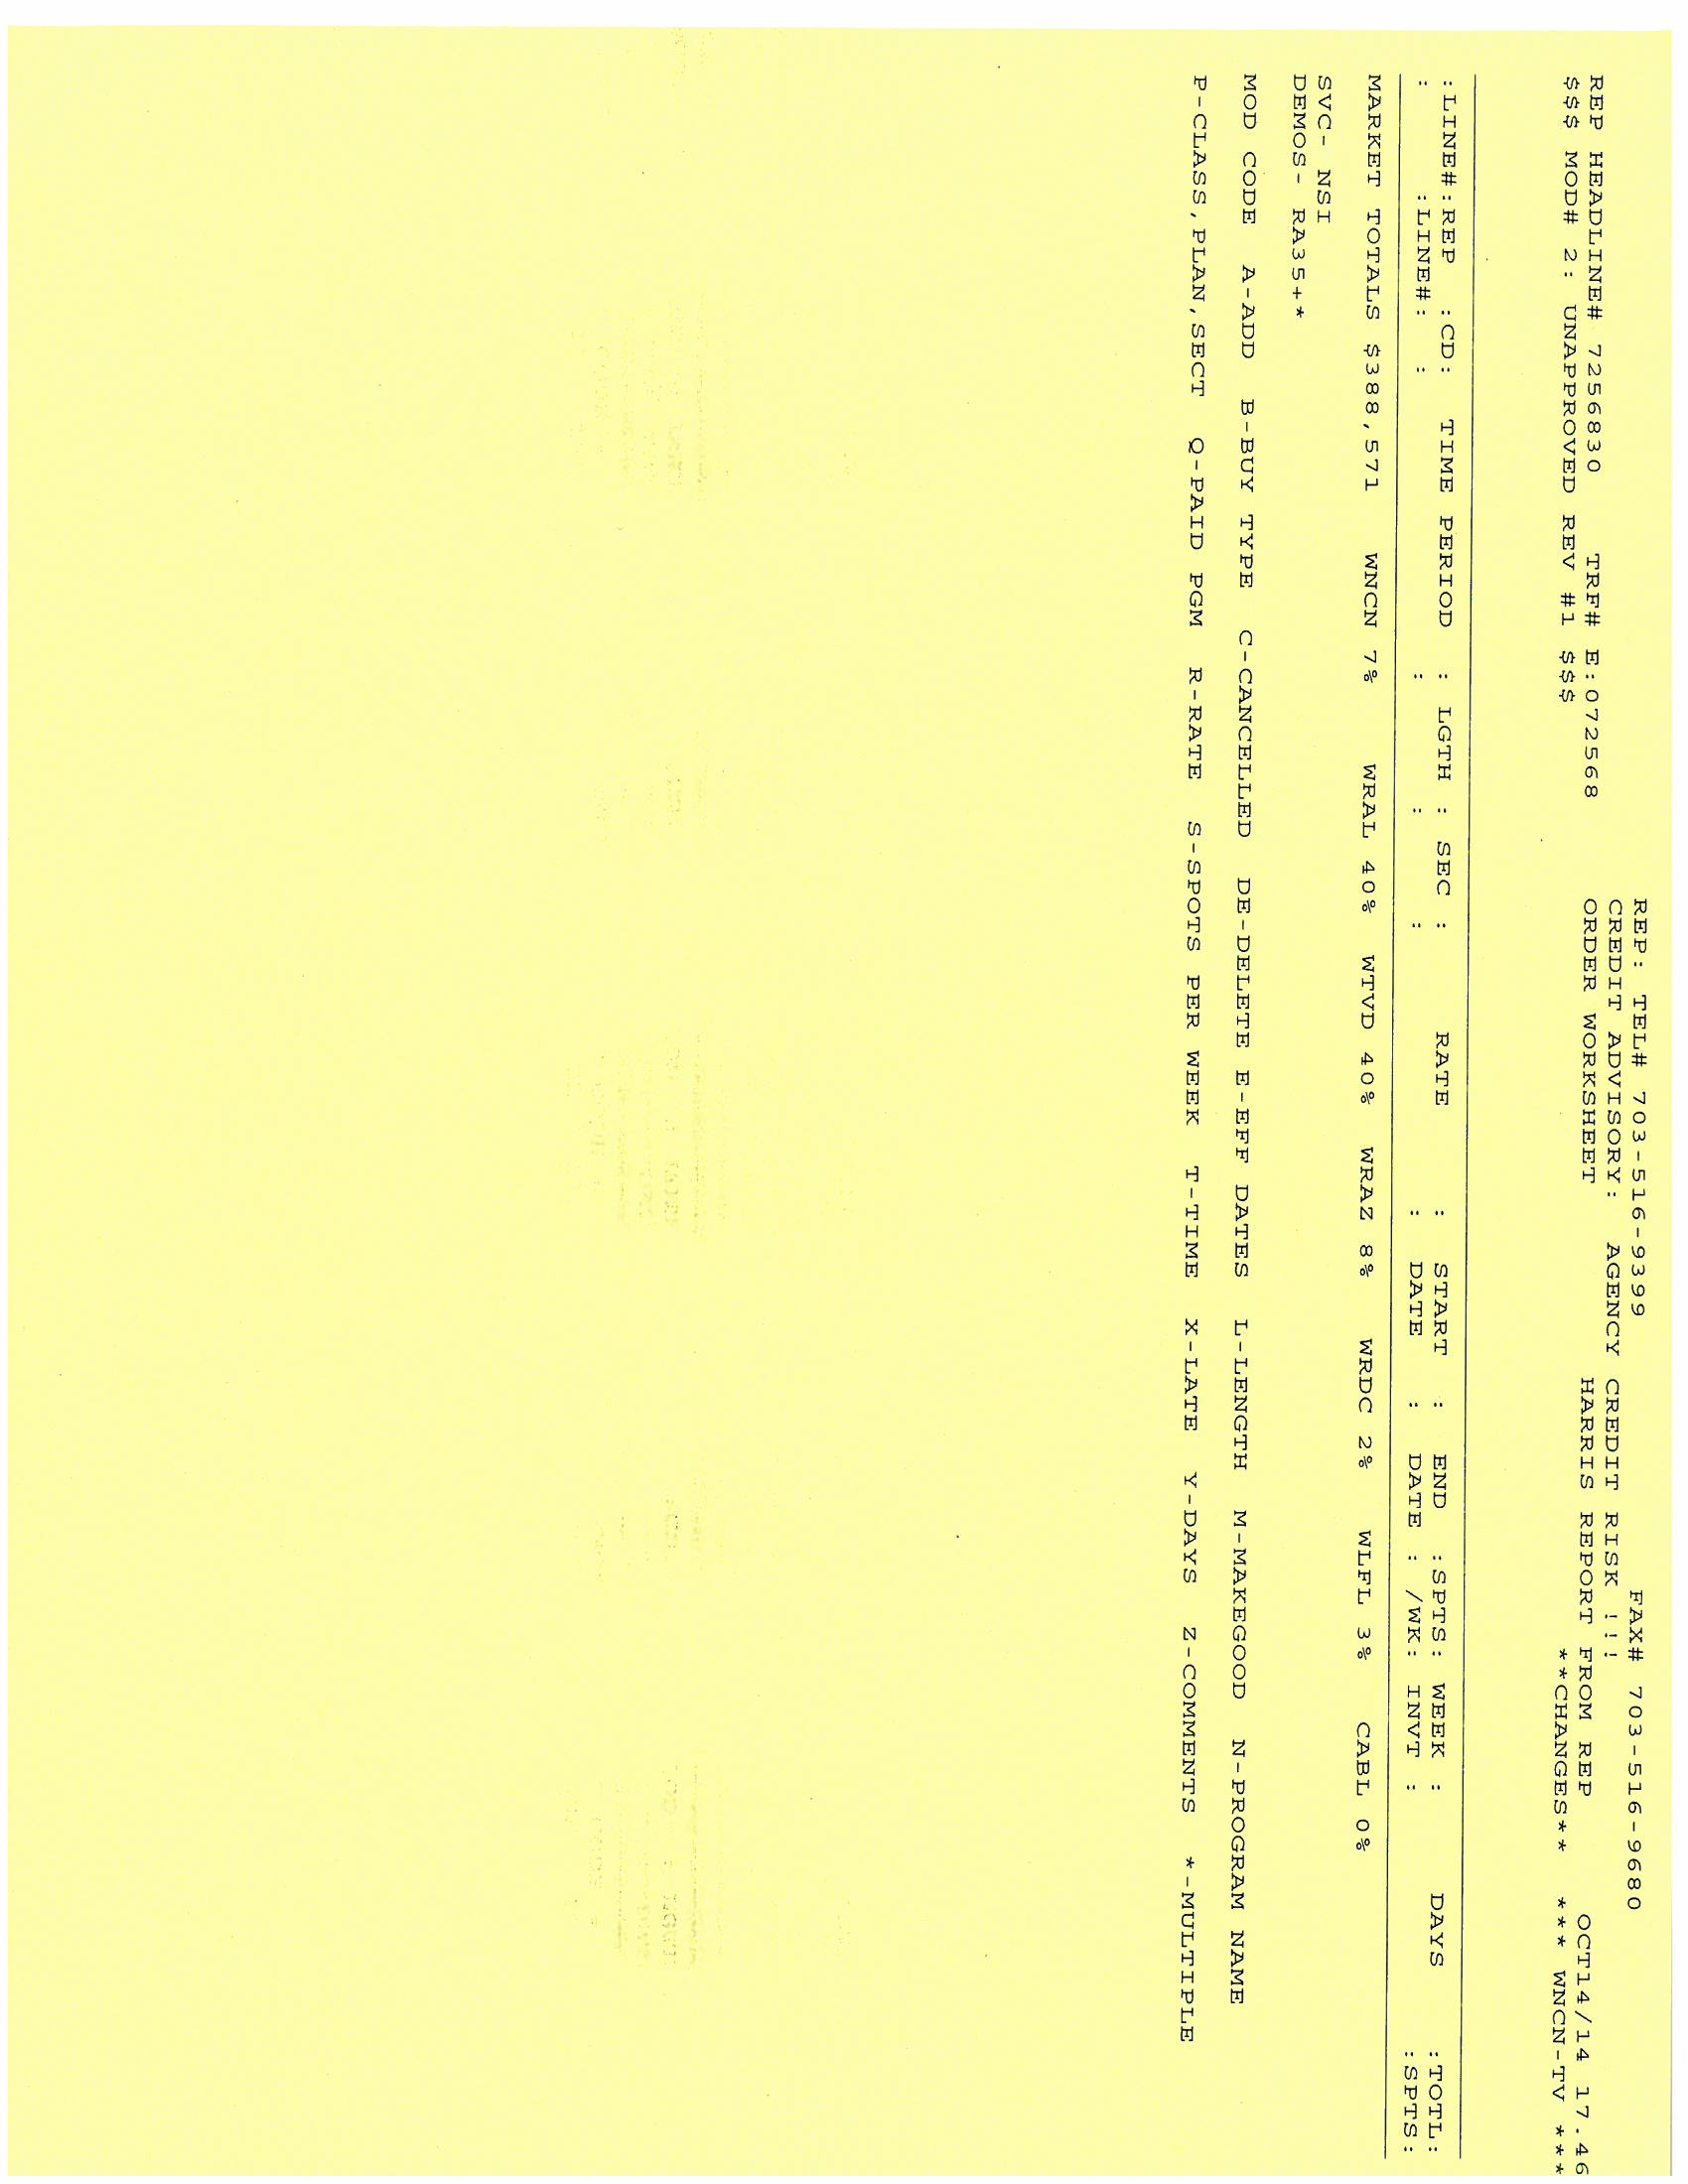 REP: TEL# 703-516-9399 FAX# 703-516-9680
CREDIT ADVISORY: AGENCY CREDIT RISK !!!
REP HEADLINE# 7256830 TRF# E:072568 ORDER WORKSHEET HARRIS REPORT FROM REP OCT14/14 17.46
$$$ MOD# 2: UNAPPROVED REV #1 $$$ **CHANGES** *** WNCN-TV ***
:LINE#:REP :CD: TIME PERIOD : LGTH : SEC : RATE : START : END :SPTS: WEEK : DAYS :TOTL:
: :LINE#: : : : : : DATE : DATE : /WK: INVT : :SPTS:
MARKET TOTALS $388,571 WNCN 7% WRAL 40% WTVD 40% WRAZ 8% WRDC 2% WLFL 3% CABL 0%
SVC- NSI
DEMOS- RA35+*
MOD CODE A-ADD B-BUY TYPE C-CANCELLED DE-DELETE E-EFF DATES L-LENGTH M-MAKEGOOD N-PROGRAM NAME
P-CLASS,PLAN,SECT Q-PAID PGM R-RATE S-SPOTS PER WEEK T-TIME X-LATE Y-DAYS Z-COMMENTS *-MULTIPLE